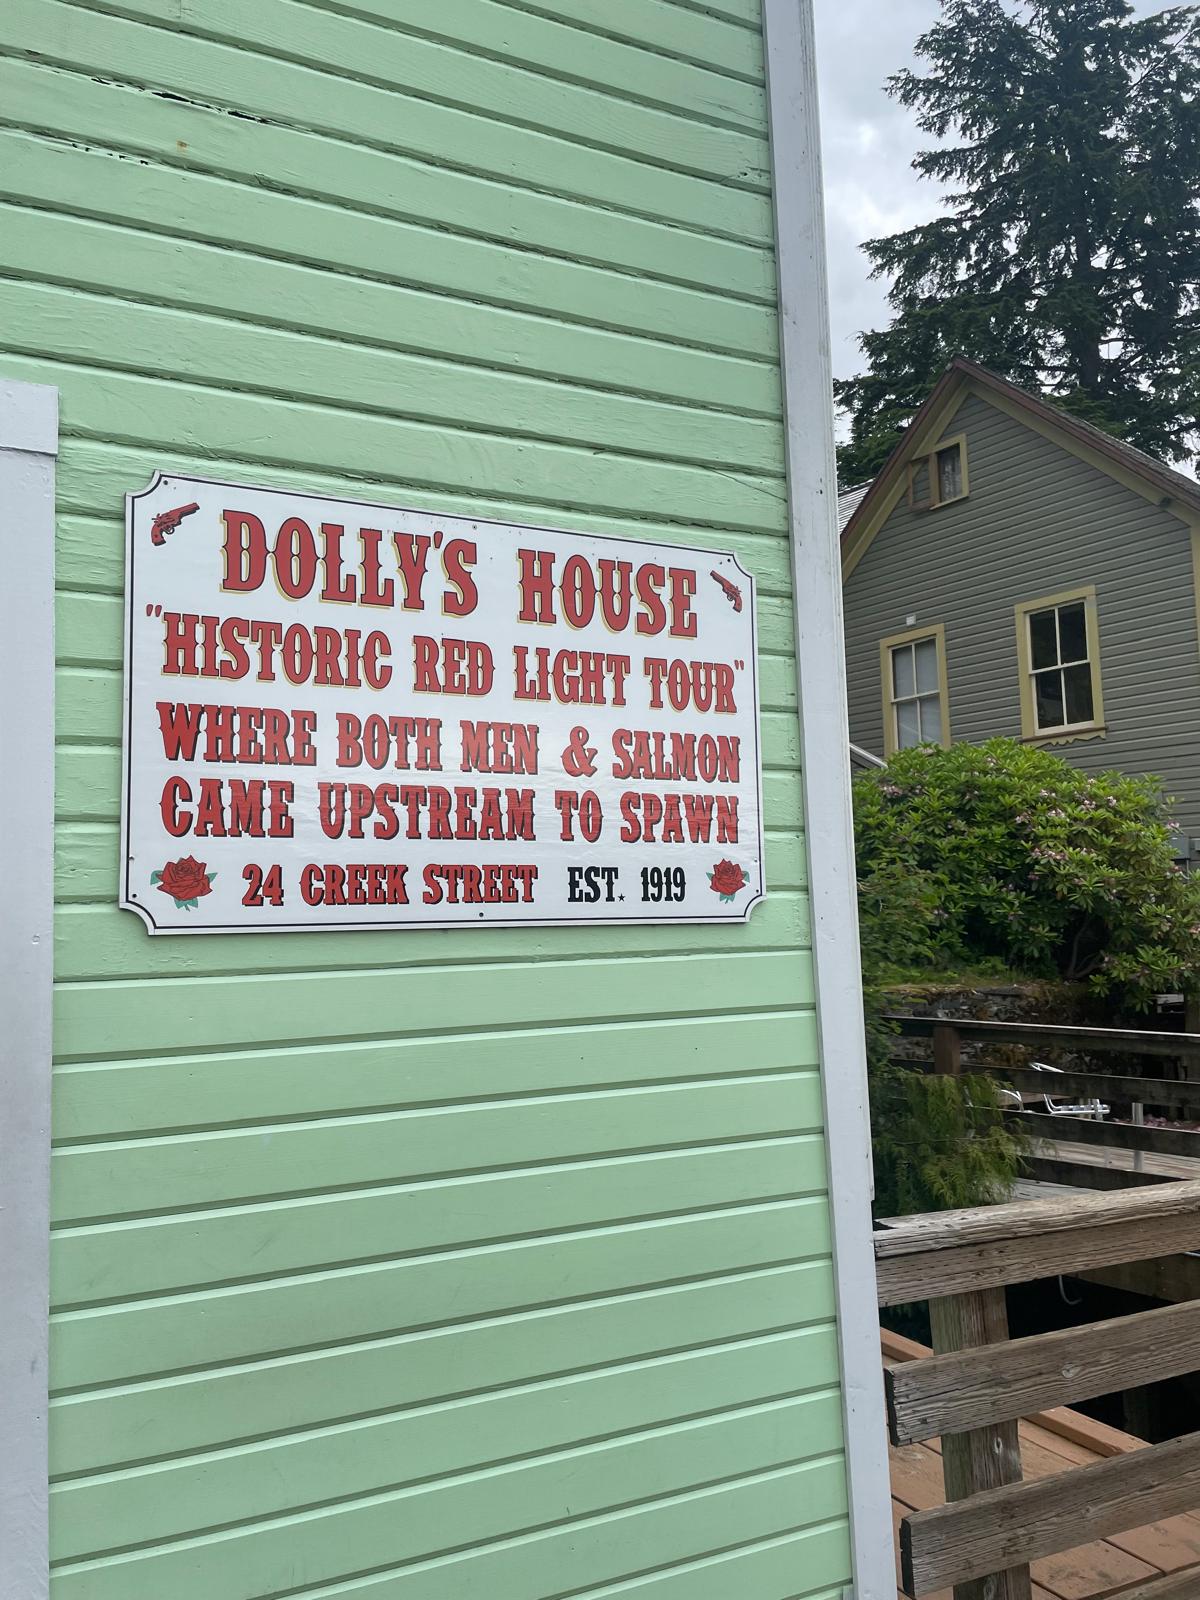 DOLLY'S HOUSE
"HISTORIC RED LIGHT TOUR"
WHERE BOTH MEN & SALMON
CAME UPSTREAM TO SPAWN
24 CREEK STREET EST. 1919